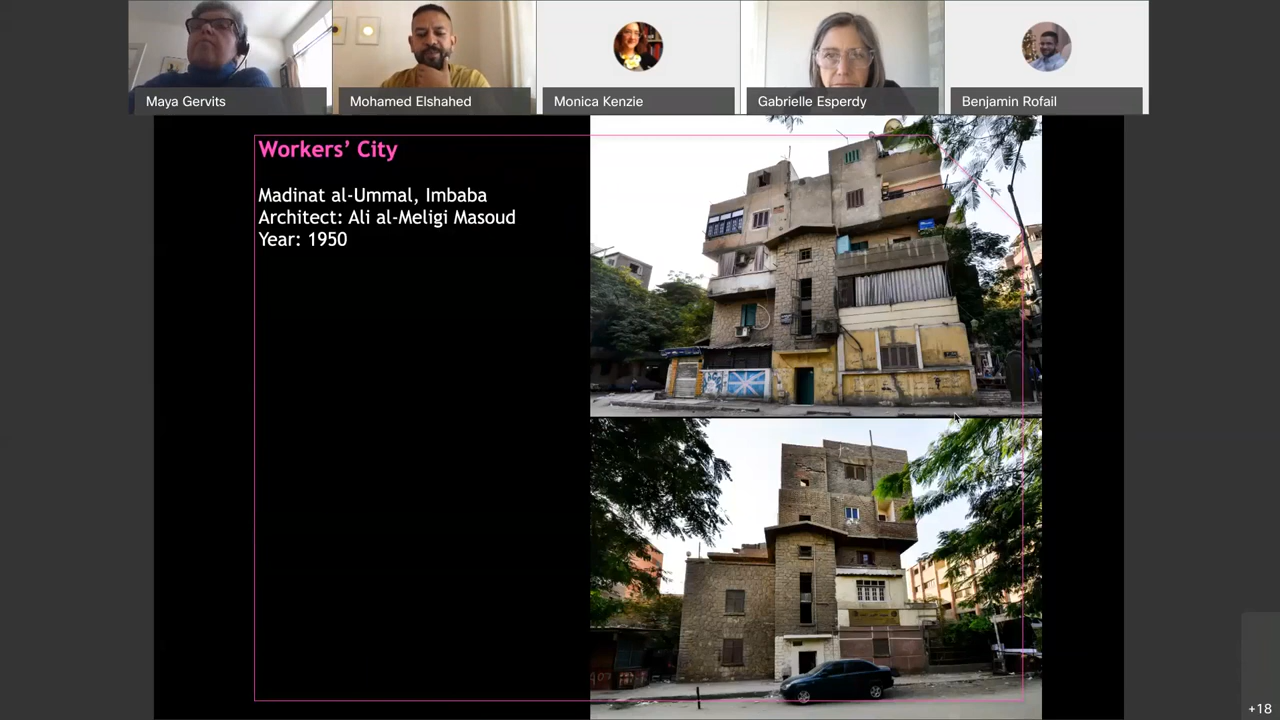 Maya Gervits
Mohamed Elshahed
Monica Kenzie
Gabrielle Esperdy
Benjamin Rofail
Workers’ City
Madinat al-Ummal, Imbaba
Architect: Ali al-Meligi Masoud
Year: 1950
+18